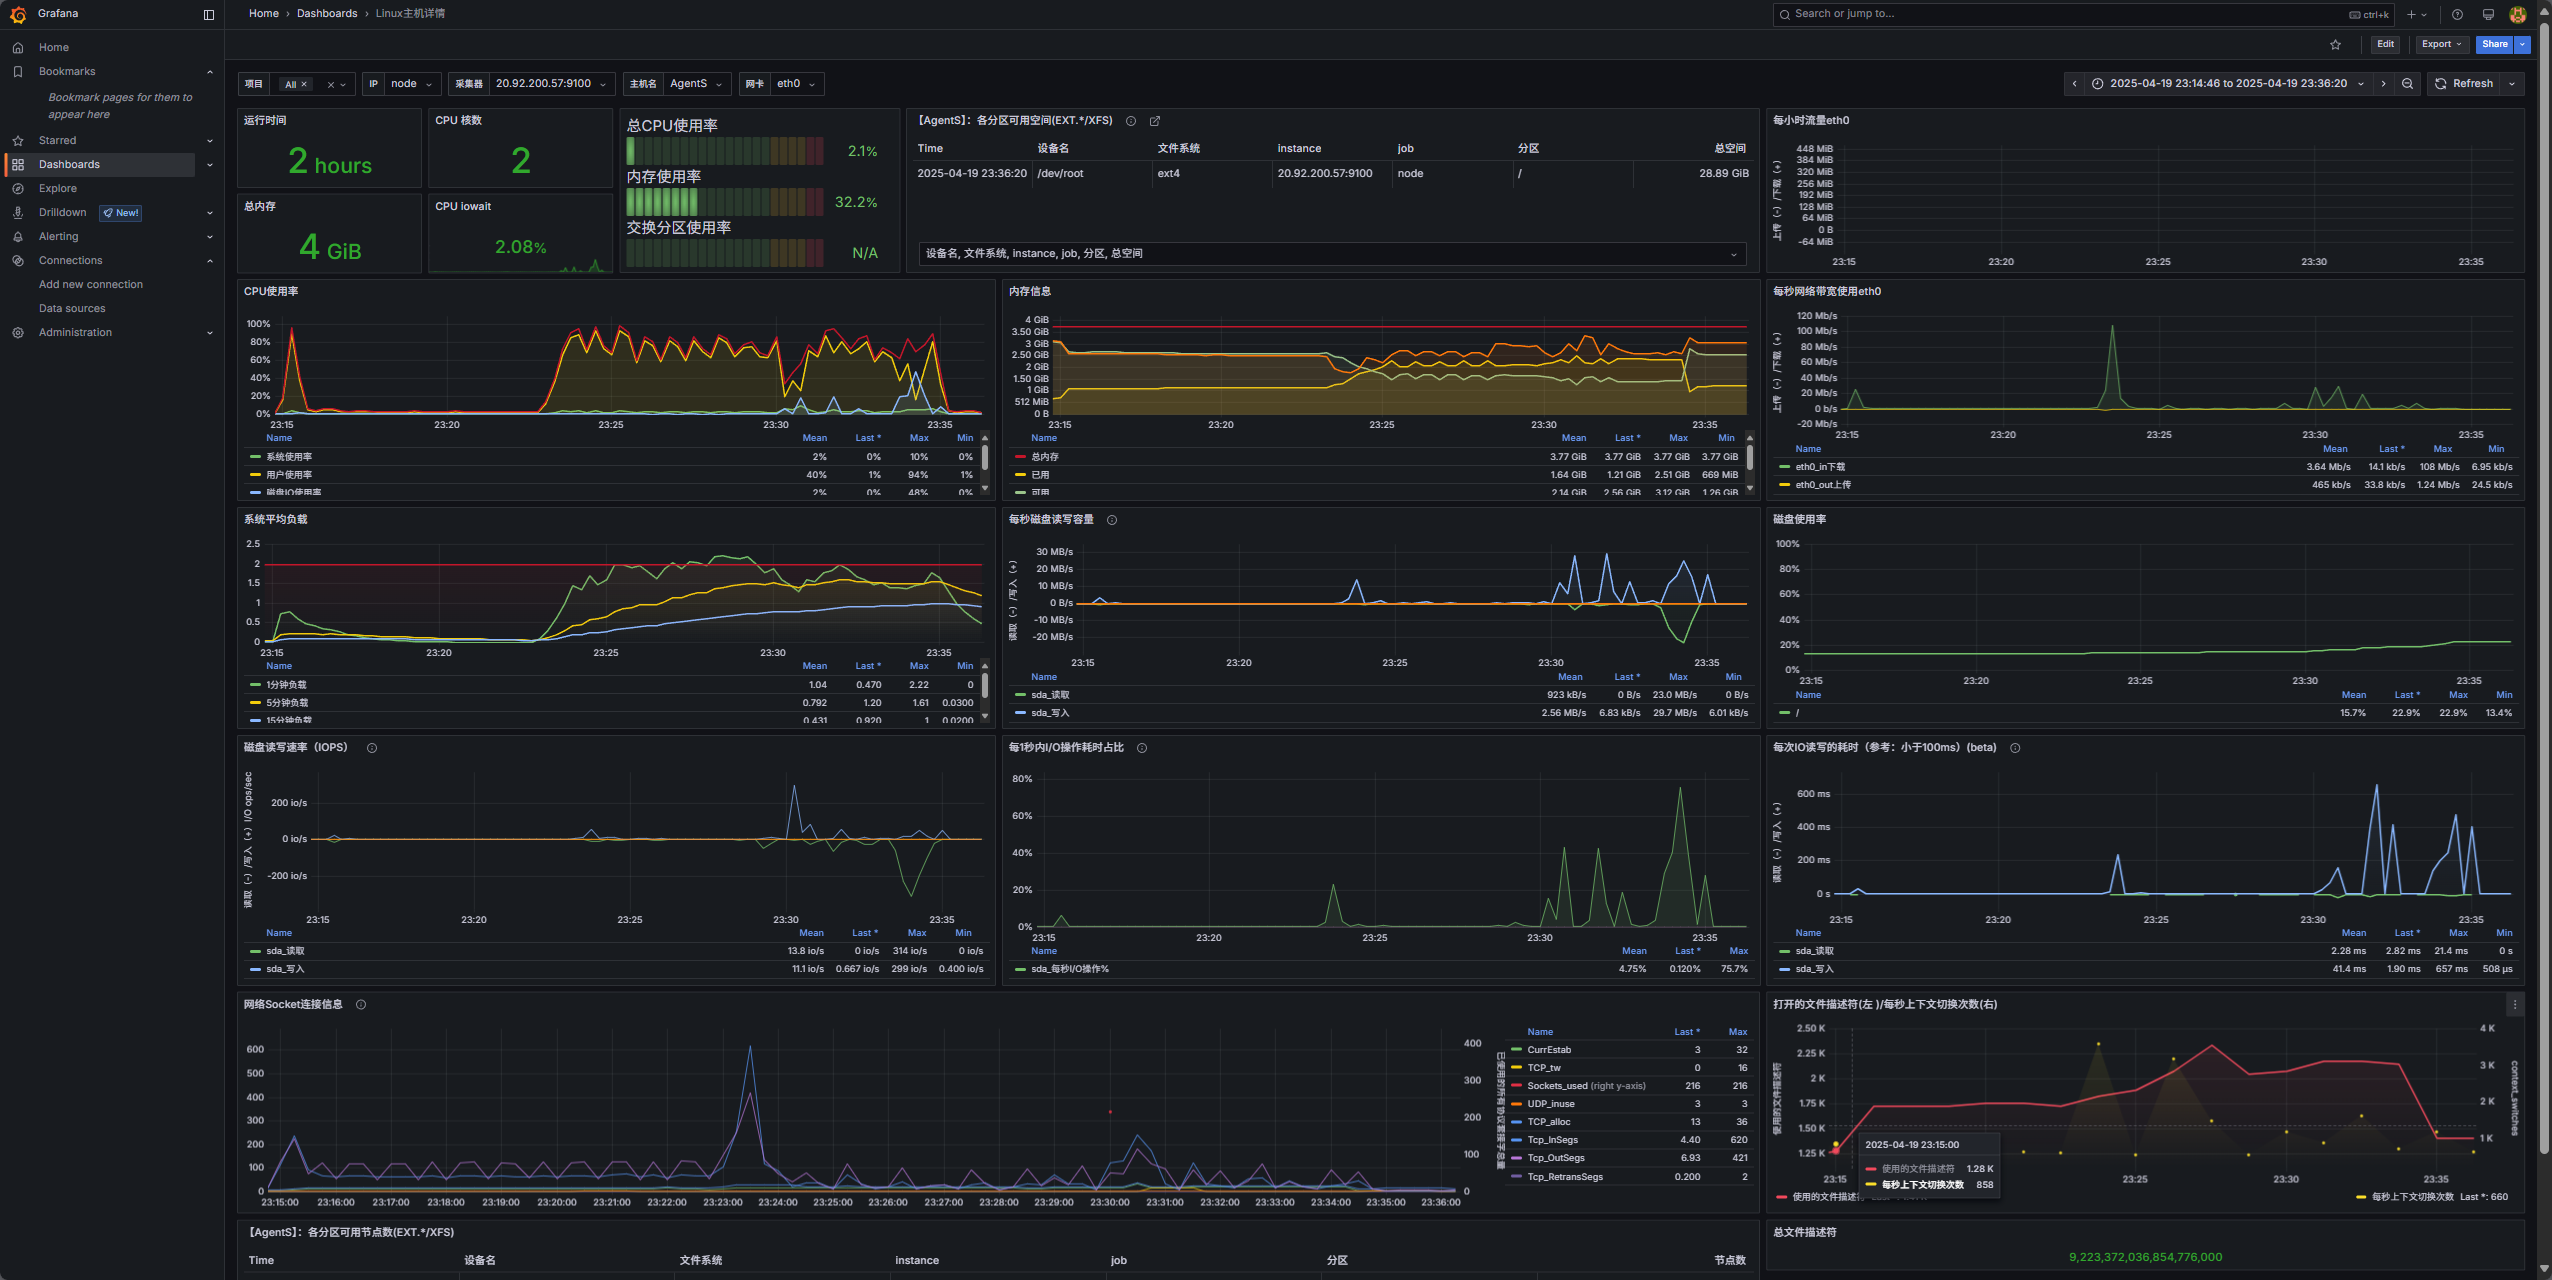 Grafana
Home › Dashboards › Linux主机详情
Search or jump to...
ctrl+k
Home
Bookmarks
Bookmark pages for them to
appear here
Starred
Dashboards
Explore
Drilldown New!
Alerting
Connections
Add new connection
Data sources
Administration
Edit Export Share
项目 All × IP node 采集器 20.92.200.57:9100 主机名 AgentS 网卡 eth0
2025-04-19 23:14:46 to 2025-04-19 23:36:20 Refresh
运行时间
2 hours
CPU 核数
2
总内存
4 GiB
CPU iowait
2.08%
总CPU使用率
2.1%
内存使用率
32.2%
交换分区使用率
N/A
【AgentS】：各分区可用空间(EXT.*/XFS)
Time 设备名 文件系统 instance job 分区 总空间
2025-04-19 23:36:20 /dev/root ext4 20.92.200.57:9100 node / 28.89 GiB
设备名, 文件系统, instance, job, 分区, 总空间
每小时流量eth0
上传（-）/下载（+）
448 MiB
384 MiB
320 MiB
256 MiB
192 MiB
128 MiB
64 MiB
0 B
-64 MiB
23:15 23:20 23:25 23:30 23:35
CPU使用率
100%
80%
60%
40%
20%
0%
23:15 23:20 23:25 23:30 23:35
Name Mean Last * Max Min
系统使用率 2% 0% 10% 0%
用户使用率 40% 1% 94% 1%
磁盘IO使用率 2% 0% 48% 0%
内存信息
4 GiB
3.50 GiB
3 GiB
2.50 GiB
2 GiB
1.50 GiB
1 GiB
512 MiB
0 B
23:15 23:20 23:25 23:30 23:35
Name Mean Last * Max Min
总内存 3.77 GiB 3.77 GiB 3.77 GiB 3.77 GiB
已用 1.64 GiB 1.21 GiB 2.51 GiB 669 MiB
可用 2.14 GiB 2.56 GiB 3.12 GiB 1.26 GiB
每秒网络带宽使用eth0
上传（-）/下载（+）
120 Mb/s
100 Mb/s
80 Mb/s
60 Mb/s
40 Mb/s
20 Mb/s
0 b/s
-20 Mb/s
23:15 23:20 23:25 23:30 23:35
Name Mean Last * Max Min
eth0_in下载 3.64 Mb/s 14.1 kb/s 108 Mb/s 6.95 kb/s
eth0_out上传 465 kb/s 33.8 kb/s 1.24 Mb/s 24.5 kb/s
系统平均负载
2.5
2
1.5
1
0.5
0
23:15 23:20 23:25 23:30 23:35
Name Mean Last * Max Min
1分钟负载 1.04 0.470 2.22 0
5分钟负载 0.792 1.20 1.61 0.0300
15分钟负载 0.431 0.920 1 0.0200
每秒磁盘读写容量
读取（-）/写入（+）
30 MB/s
20 MB/s
10 MB/s
0 B/s
-10 MB/s
-20 MB/s
23:15 23:20 23:25 23:30 23:35
Name Mean Last * Max Min
sda_读取 923 kB/s 0 B/s 23.0 MB/s 0 B/s
sda_写入 2.56 MB/s 6.83 kB/s 29.7 MB/s 6.01 kB/s
磁盘使用率
100%
80%
60%
40%
20%
0%
23:15 23:20 23:25 23:30 23:35
Name Mean Last * Max Min
/ 15.7% 22.9% 22.9% 13.4%
磁盘读写速率（IOPS）
读取（-）/写入（+）I/O ops/sec
200 io/s
0 io/s
-200 io/s
23:15 23:20 23:25 23:30 23:35
Name Mean Last * Max Min
sda_读取 13.8 io/s 0 io/s 314 io/s 0 io/s
sda_写入 11.1 io/s 0.667 io/s 299 io/s 0.400 io/s
每1秒内I/O操作耗时占比
80%
60%
40%
20%
0%
23:15 23:20 23:25 23:30 23:35
Name Mean Last * Max
sda_每秒I/O操作% 4.75% 0.120% 75.7%
每次IO读写的耗时（参考：小于100ms）(beta)
读取（-）/写入（+）
600 ms
400 ms
200 ms
0 s
23:15 23:20 23:25 23:30 23:35
Name Mean Last * Max Min
sda_读取 2.28 ms 2.82 ms 21.4 ms 0 s
sda_写入 41.4 ms 1.90 ms 657 ms 508 µs
网络Socket连接信息
600
500
400
300
200
100
0
400
300
200
100
0
已使用的所有协议套接字总量
23:15:00 23:16:00 23:17:00 23:18:00 23:19:00 23:20:00 23:21:00 23:22:00 23:23:00 23:24:00 23:25:00 23:26:00 23:27:00 23:28:00 23:29:00 23:30:00 23:31:00 23:32:00 23:33:00 23:34:00 23:35:00 23:36:00
Name Last * Max
CurrEstab 3 32
TCP_tw 0 16
Sockets_used (right y-axis) 216 216
UDP_inuse 3 3
TCP_alloc 13 36
Tcp_InSegs 4.40 620
Tcp_OutSegs 6.93 421
Tcp_RetransSegs 0.200 2
打开的文件描述符(左 )/每秒上下文切换次数(右)
使用的文件描述符
2.50 K
2.25 K
2 K
1.75 K
1.50 K
1.25 K
4 K
3 K
2 K
1 K
context_switches
23:15 23:25 23:30 23:35
2025-04-19 23:15:00
使用的文件描述符 1.28 K
每秒上下文切换次数 858
使用的文件描述符
每秒上下文切换次数 Last *: 660
【AgentS】：各分区可用节点数(EXT.*/XFS)
Time 设备名 文件系统 instance job 分区 节点数
总文件描述符
9,223,372,036,854,776,000